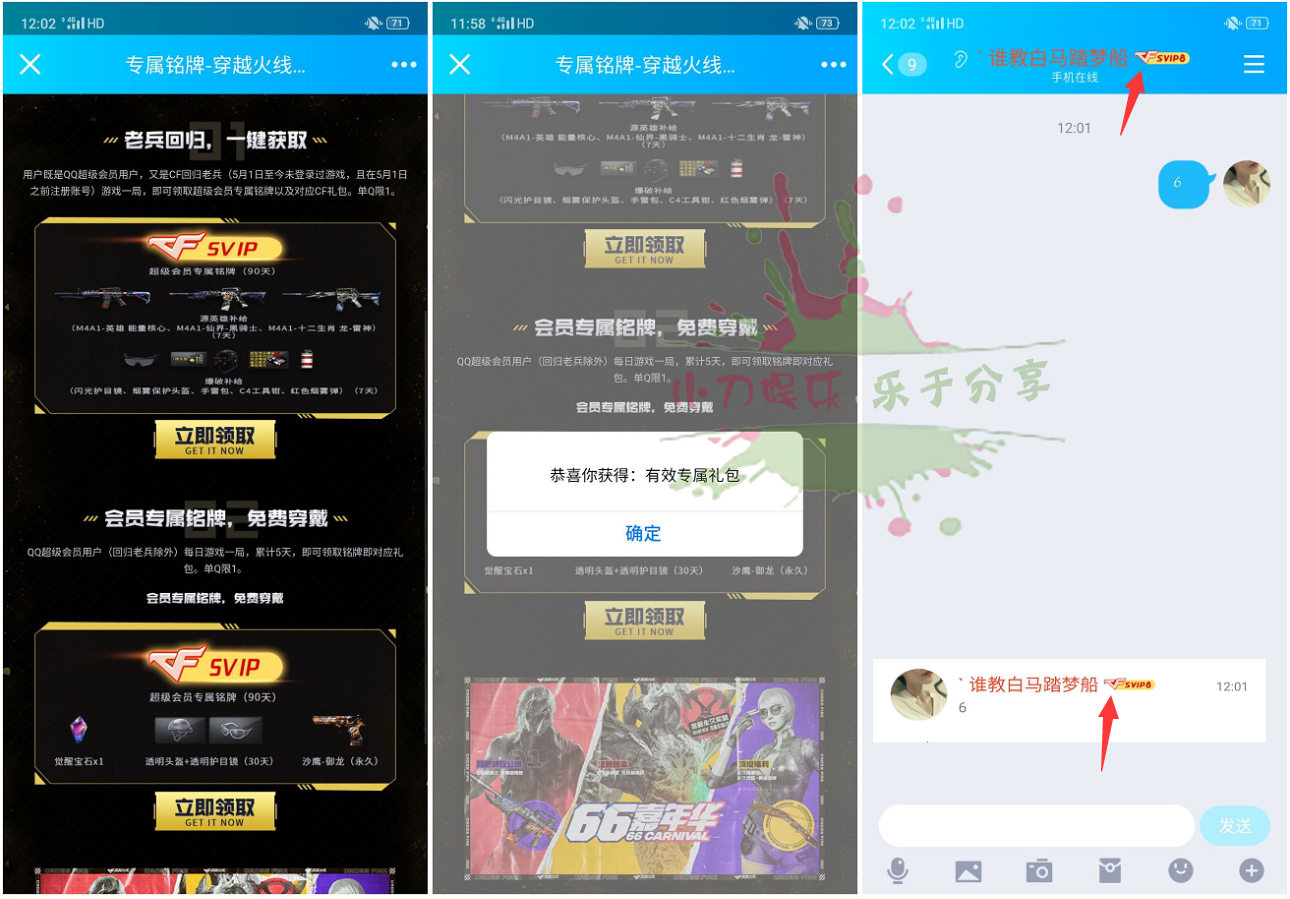 12:02 4G HD 71
专属铭牌-穿越火线...
01
老兵回归，一键获取
用户既是QQ超级会员用户，又是CF回归老兵（5月1日至今未登录过游戏，且在5月1日
之前注册账号）游戏一局，即可领取超级会员专属铭牌以及对应CF礼包。单Q限1。
CF SVIP
超级会员专属铭牌（90天）
源英雄补给
（M4A1-英雄 能量核心、M4A1-仙界-黑骑士、M4A1-十二生肖 龙-雷神）
（7天）
爆破补给
（闪光护目镜、烟雾保护头盔、手雷包、C4工具钳、红色烟雾弹）（7天）
立即领取
GET IT NOW
02
会员专属铭牌，免费穿戴
QQ超级会员用户（回归老兵除外）每日游戏一局，累计5天，即可领取铭牌即对应礼
包。单Q限1。
会员专属铭牌，免费穿戴
CF SVIP
超级会员专属铭牌（90天）
觉醒宝石x1 透明头盔+透明护目镜（30天） 沙鹰-御龙（永久）
立即领取
GET IT NOW
11:58 4G HD 73
专属铭牌-穿越火线...
源英雄补给
（M4A1-英雄 能量核心、M4A1-仙界-黑骑士、M4A1-十二生肖 龙-雷神）
（7天）
爆破补给
（闪光护目镜、烟雾保护头盔、手雷包、C4工具钳、红色烟雾弹）（7天）
立即领取
GET IT NOW
02
会员专属铭牌，免费穿戴
QQ超级会员用户（回归老兵除外）每日游戏一局，累计5天，即可领取铭牌即对应礼
包。单Q限1。
会员专属铭牌，免费穿戴
恭喜你获得：有效专属礼包
确定
觉醒宝石x1 透明头盔+透明护目镜（30天） 沙鹰-御龙（永久）
立即领取
GET IT NOW
顶级福利
66嘉年华
66 CARNIVAL
小刀娱乐 乐于分享
12:02 4G HD 71
9 ` 谁教白马踏梦船 CF SVIP8
手机在线
12:01
6
` 谁教白马踏梦船 CF SVIP8 12:01
6
发送